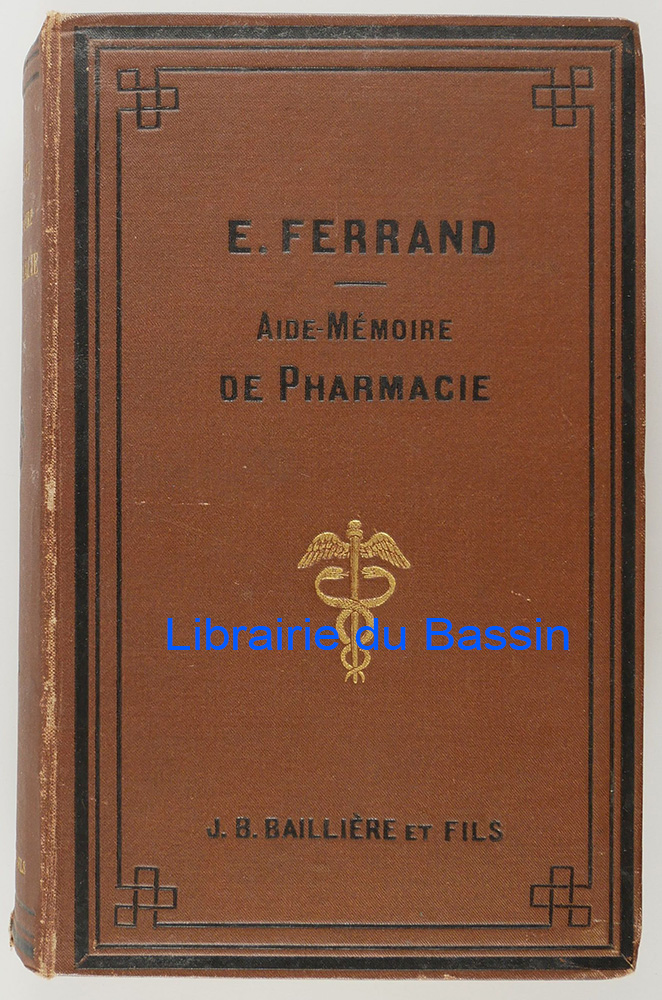 E. FERRAND
AIDE-MÉMOIRE
DE PHARMACIE
Librairie du Bassin
J. B. BAILLIÈRE ET FILS